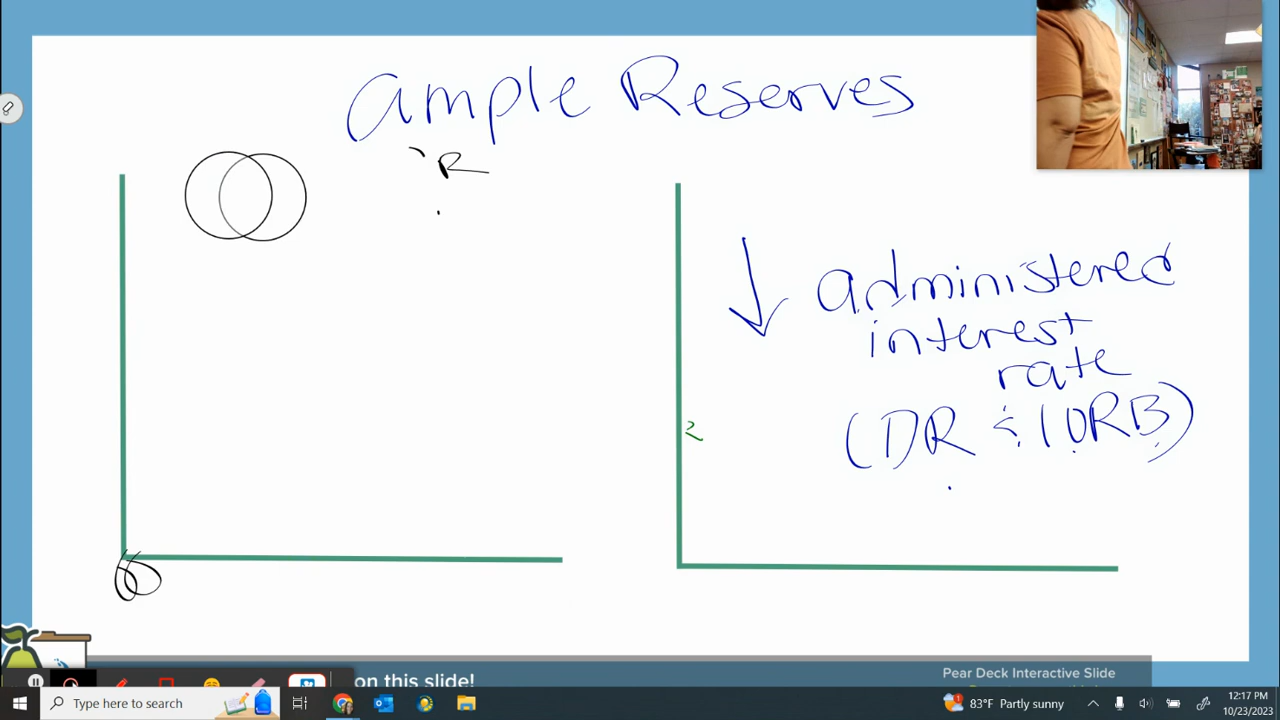 Ample Reserves
R
administered
interest
rate
(DR & IORB)
2
on this slide!
Pear Deck Interactive Slide
Type here to search
83°F Partly sunny
12:17 PM
10/23/2023